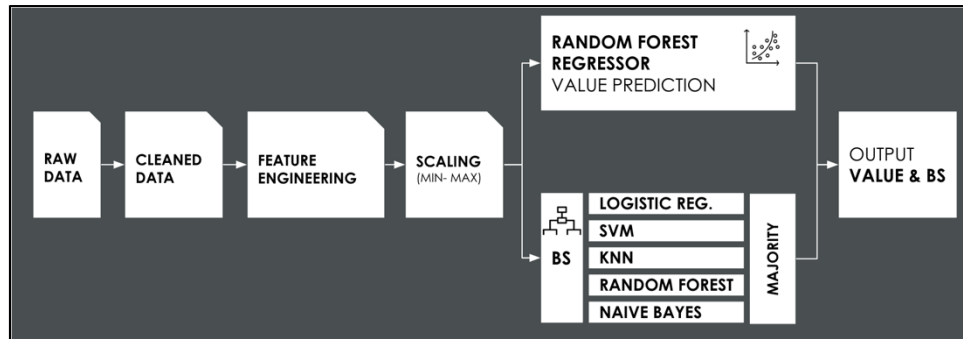 RAW
DATA
CLEANED
DATA
FEATURE
ENGINEERING
SCALING
(MIN- MAX)
RANDOM FOREST
REGRESSOR
VALUE PREDICTION
BS
LOGISTIC REG.
SVM
KNN
RANDOM FOREST
NAIVE BAYES
MAJORITY
OUTPUT
VALUE & BS